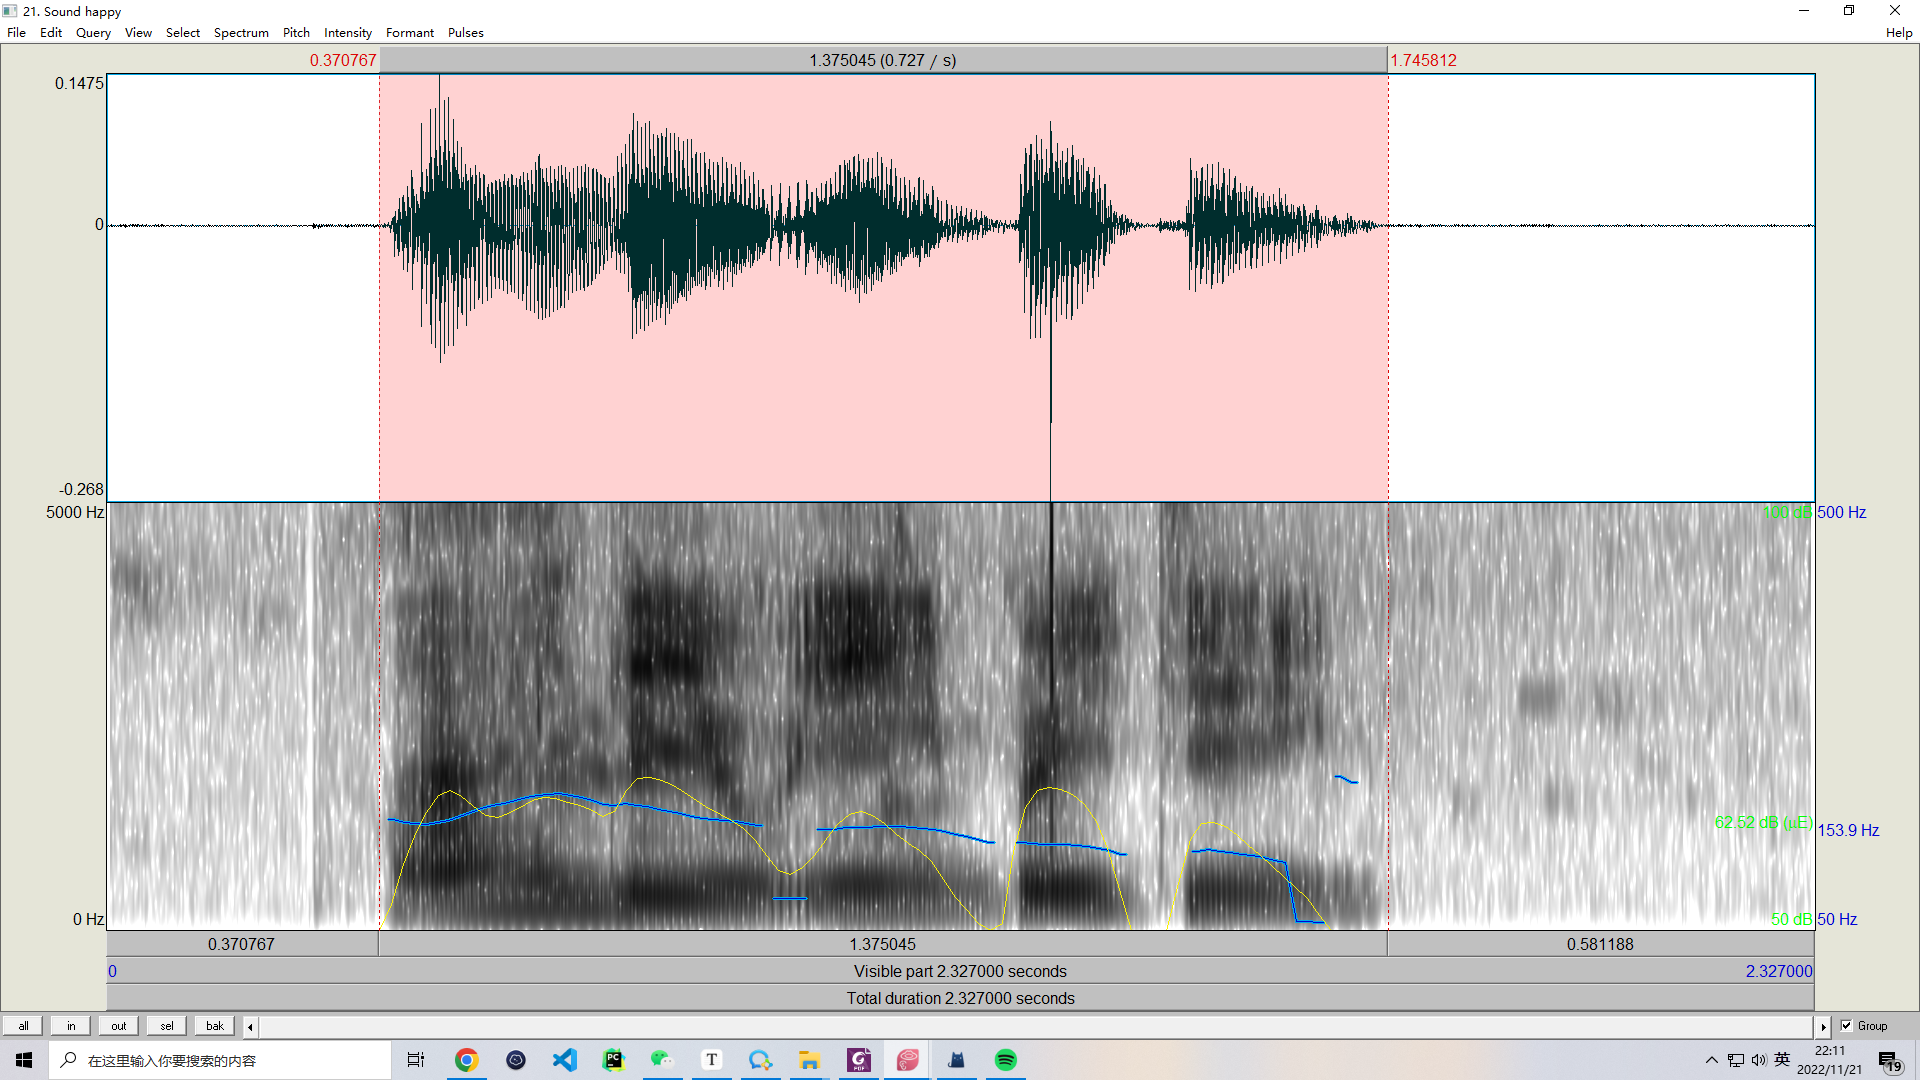 21. Sound happy
File Edit Query View Select Spectrum Pitch Intensity Formant Pulses Help
0.370767 1.375045 (0.727 / s) 1.745812
0.1475
0
-0.268
5000 Hz 100 dB 500 Hz
62.52 dB (µE) 153.9 Hz
0 Hz 50 dB 50 Hz
0.370767 1.375045 0.581188
0 Visible part 2.327000 seconds 2.327000
Total duration 2.327000 seconds
all in out sel bak Group
在这里输入你要搜索的内容 英 22:11
2022/11/21 19